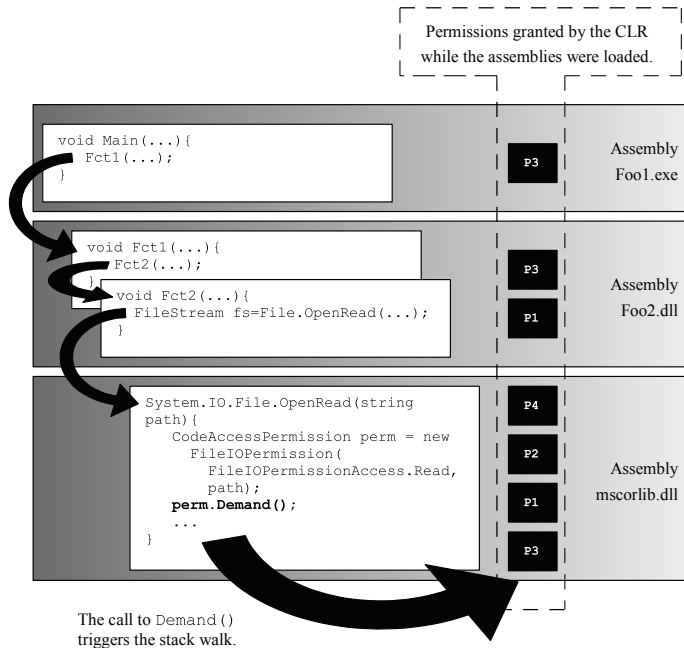 Permissions granted by the CLR
while the assemblies were loaded.
void Main(...){
Fct1(...);
}
P3
Assembly
Foo1.exe
void Fct1(...){
Fct2(...);
}
void Fct2(...){
FileStream fs=File.OpenRead(...);
}
P3
P1
Assembly
Foo2.dll
System.IO.File.OpenRead(string
path){
CodeAccessPermission perm = new
FileIOPermission(
FileIOPermissionAccess.Read,
path);
perm.Demand();
...
}
P4
P2
P1
P3
Assembly
mscorlib.dll
The call to Demand()
triggers the stack walk.